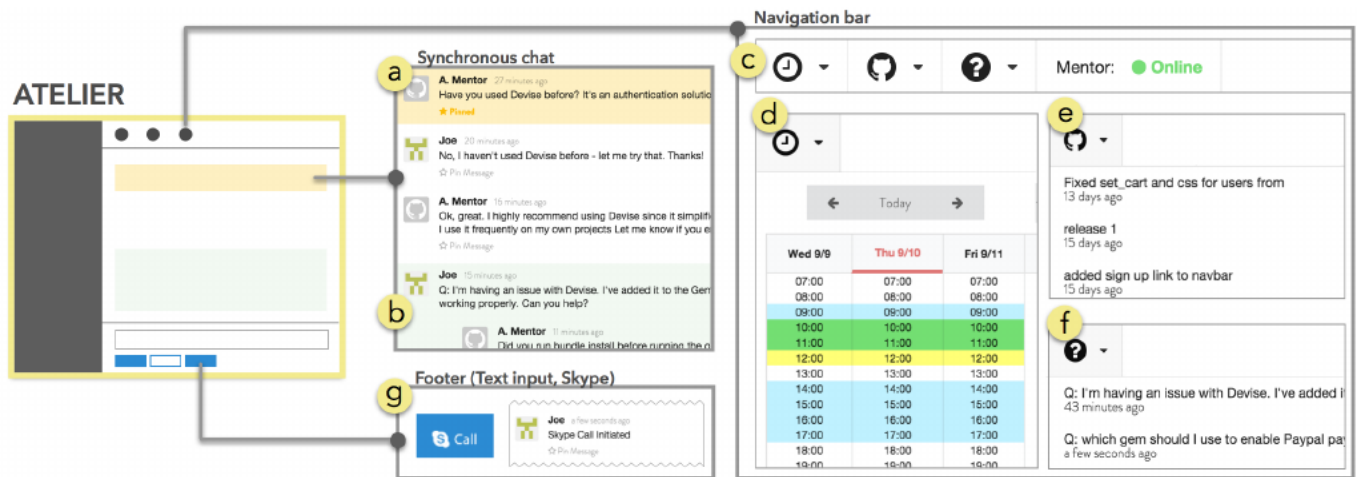 Navigation bar
Synchronous chat
ATELIER
a
A. Mentor 27 minutes ago
Have you used Devise before? It's an authentication solutio
Pinned
Joe 20 minutes ago
No, I haven't used Devise before - let me try that. Thanks!
Pin Message
A. Mentor 16 minutes ago
Ok, great. I highly recommend using Devise since it simplifi
I use it frequently on my own projects Let me know if you e
Pin Message
b
Joe 15 minutes ago
Q: I'm having an issue with Devise. I've added it to the Gem
working properly. Can you help?
A. Mentor 11 minutes ago
Did you run bundle install before running the
Footer (Text input, Skype)
g
Call
Joe a few seconds ago
Skype Call Initiated
Pin Message
c
? Mentor: Online
d
Today
Wed 9/9 Thu 9/10 Fri 9/11
07:00 07:00 07:00
08:00 08:00 08:00
09:00 09:00 09:00
10:00 10:00 10:00
11:00 11:00 11:00
12:00 12:00 12:00
13:00 13:00 13:00
14:00 14:00 14:00
15:00 15:00 15:00
16:00 16:00 16:00
17:00 17:00 17:00
18:00 18:00 18:00
19:00 19:00 19:00
e
Fixed set_cart and css for users from
13 days ago
release 1
15 days ago
added sign up link to navbar
15 days ago
f
?
Q: I'm having an issue with Devise. I've added i
43 minutes ago
Q: which gem should I use to enable Paypal pa
a few seconds ago